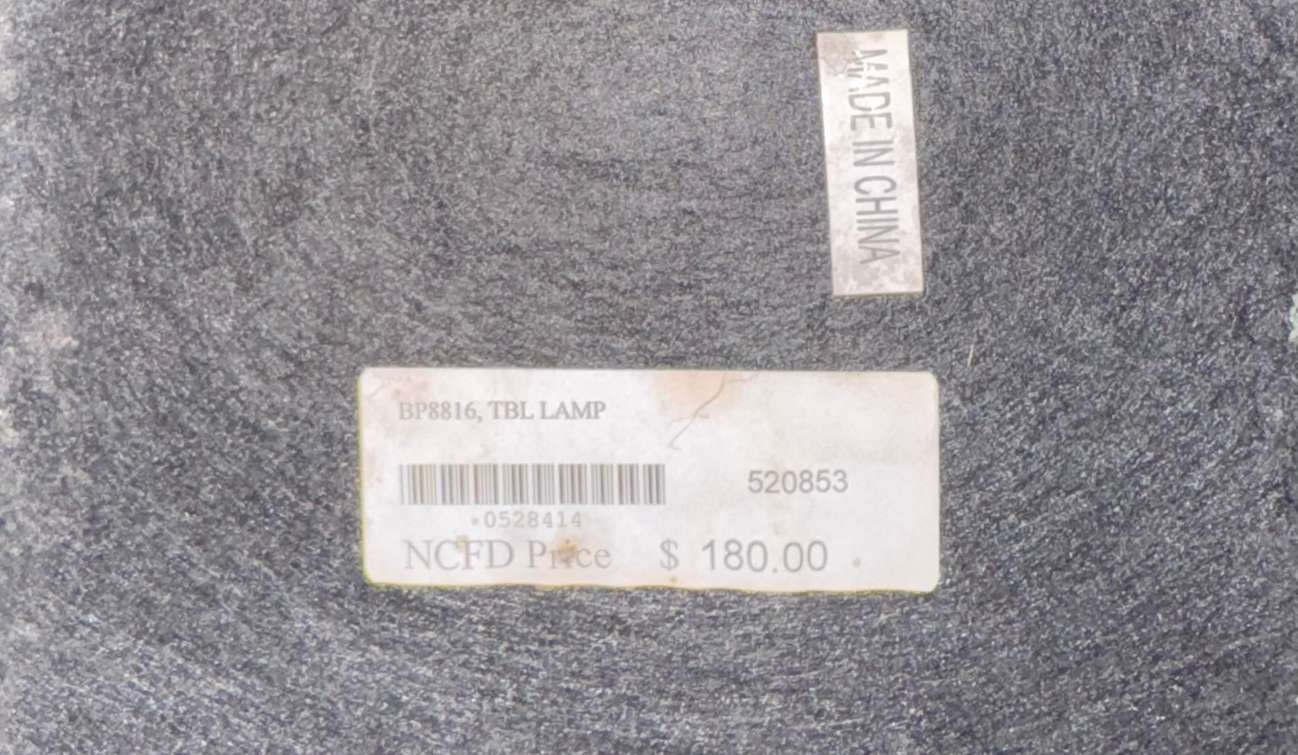 MADE IN CHINA
BP8816, TBL LAMP
520853
*0528414
NCFD Price $ 180.00